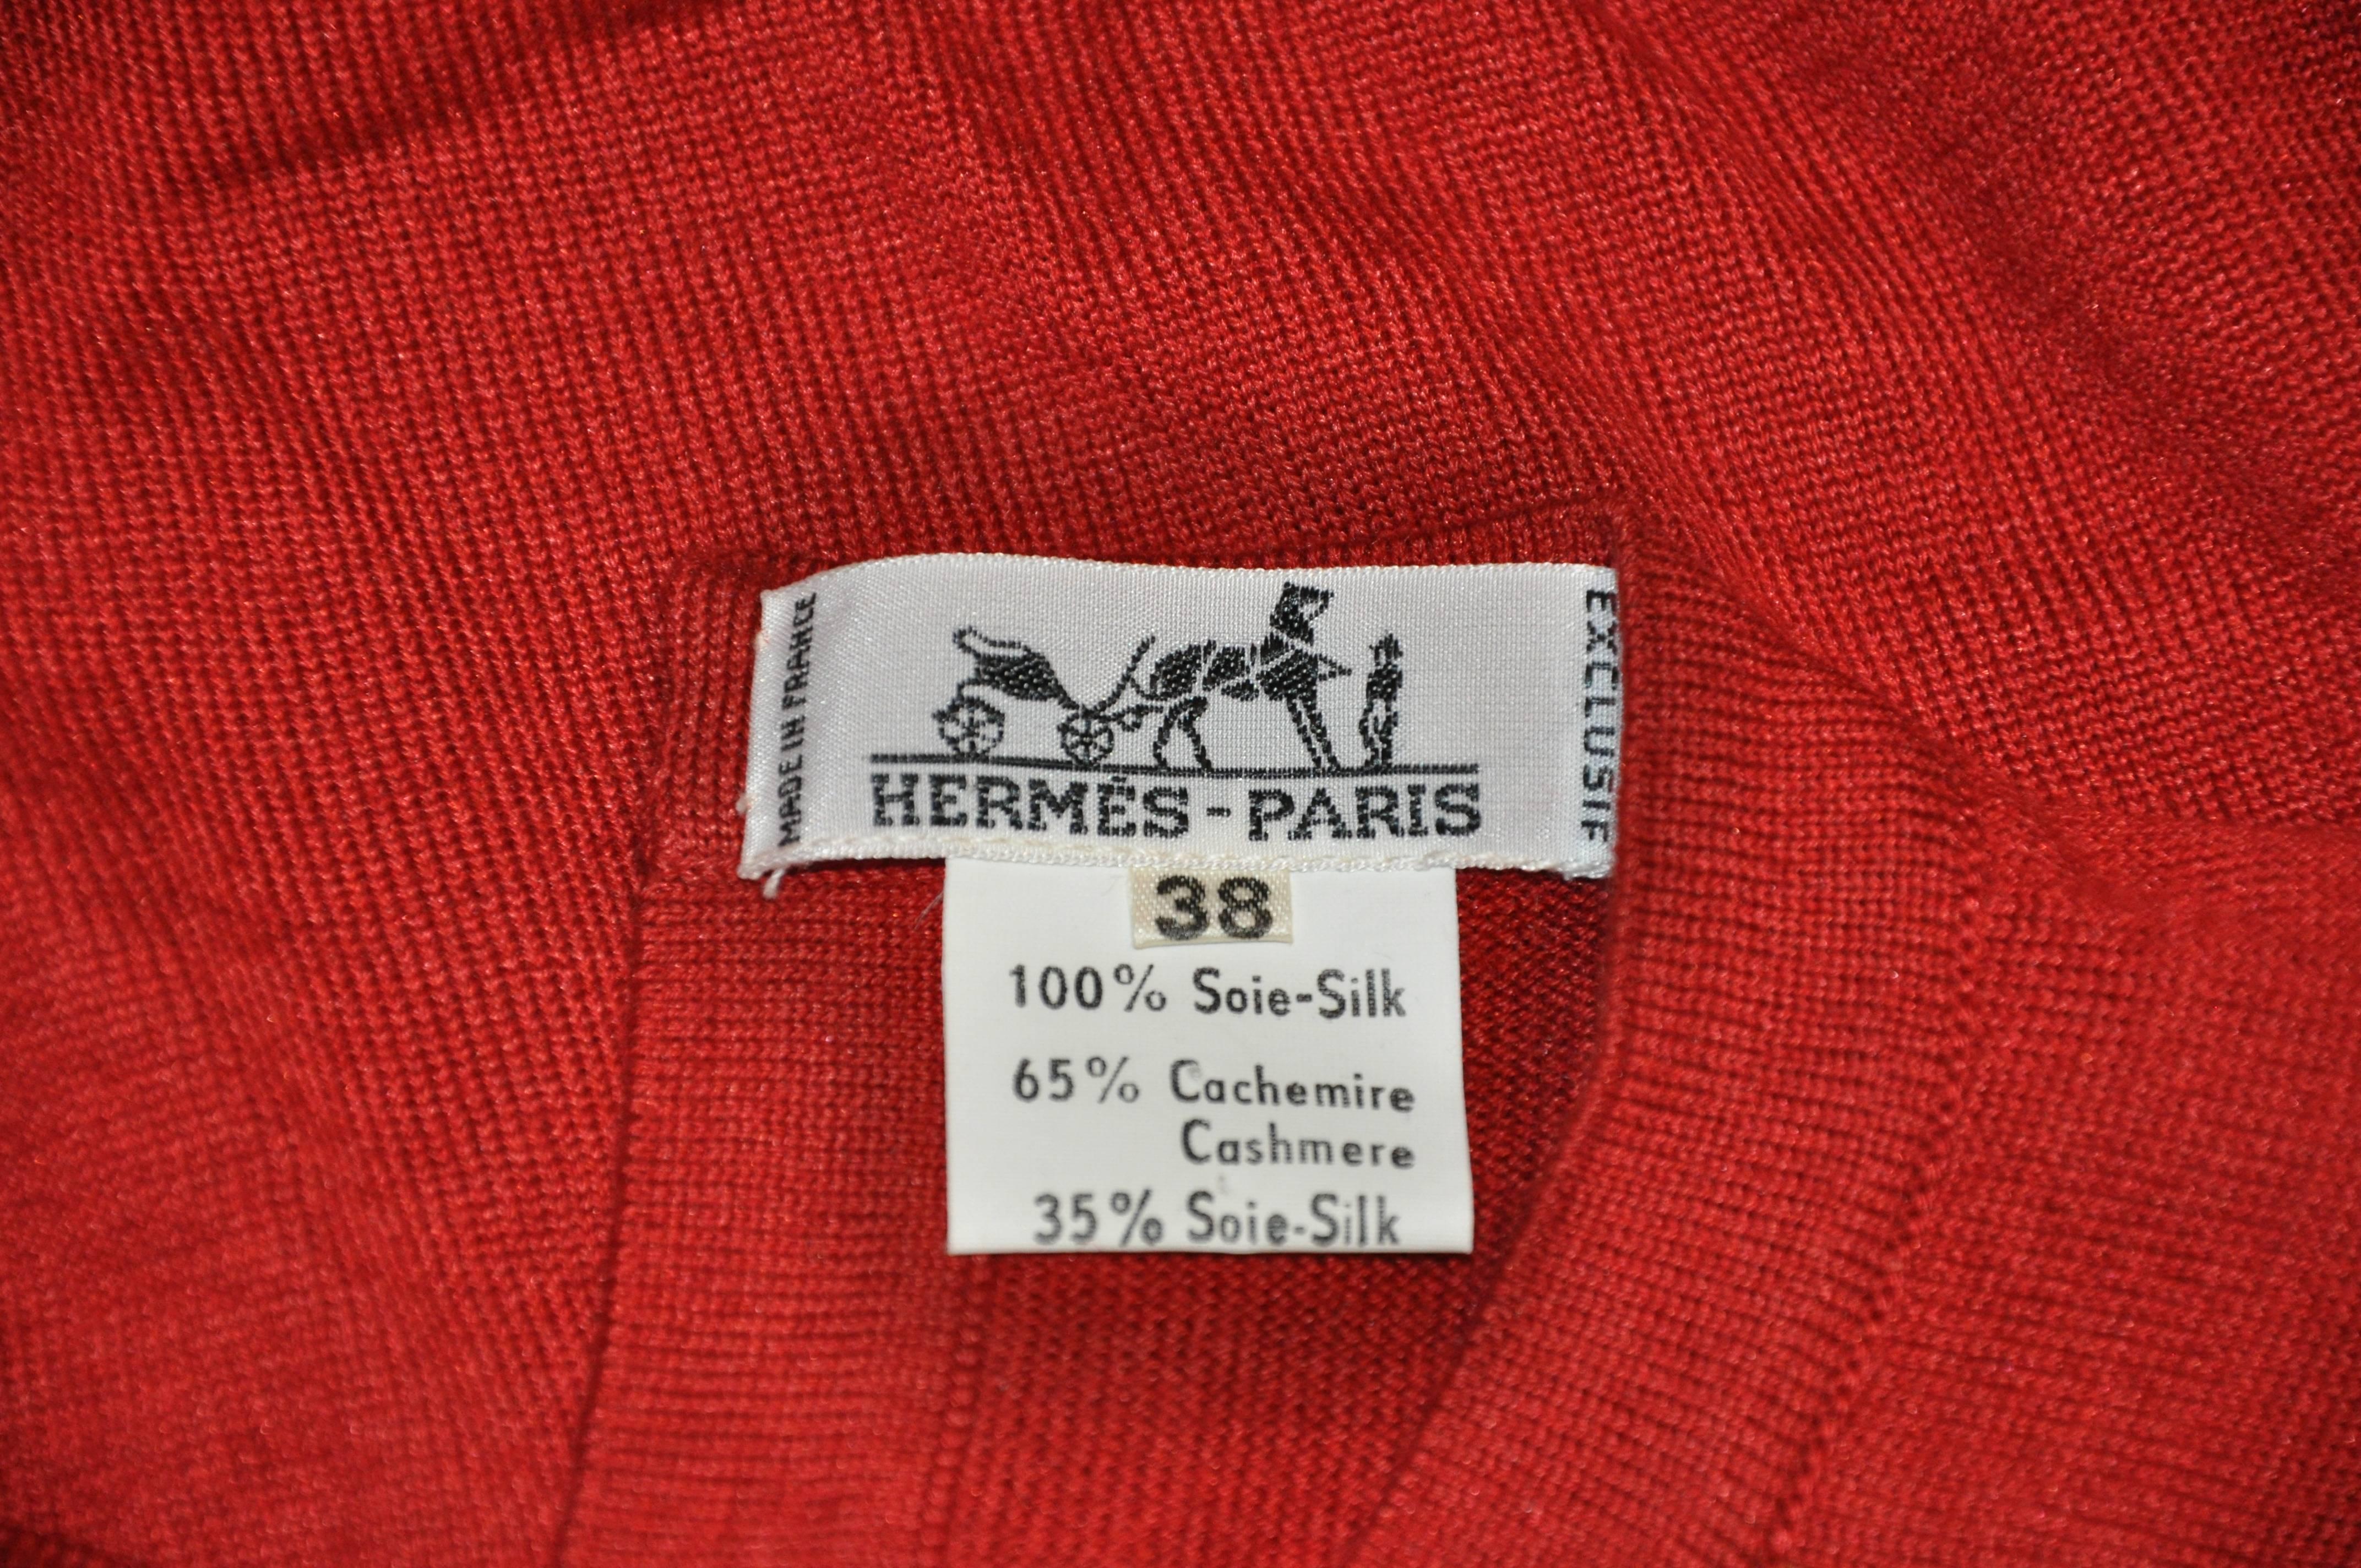 MADE IN FRANCE
HERMÈS-PARIS
EXCLUSIF
38
100% Soie-Silk
65% Cachemire
Cashmere
35% Soie-Silk